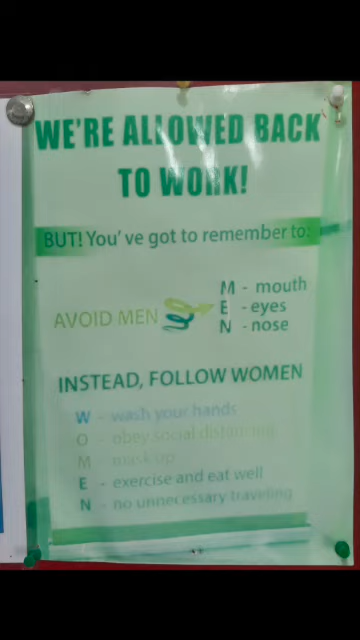 WE'RE ALLOWED BACK
TO WORK!
BUT! You've got to remember to:
AVOID MEN
M - mouth
E - eyes
N - nose
INSTEAD, FOLLOW WOMEN
W - wash your hands
O - obey social distancing
M - mask up
E - exercise and eat well
N - no unnecessary traveling